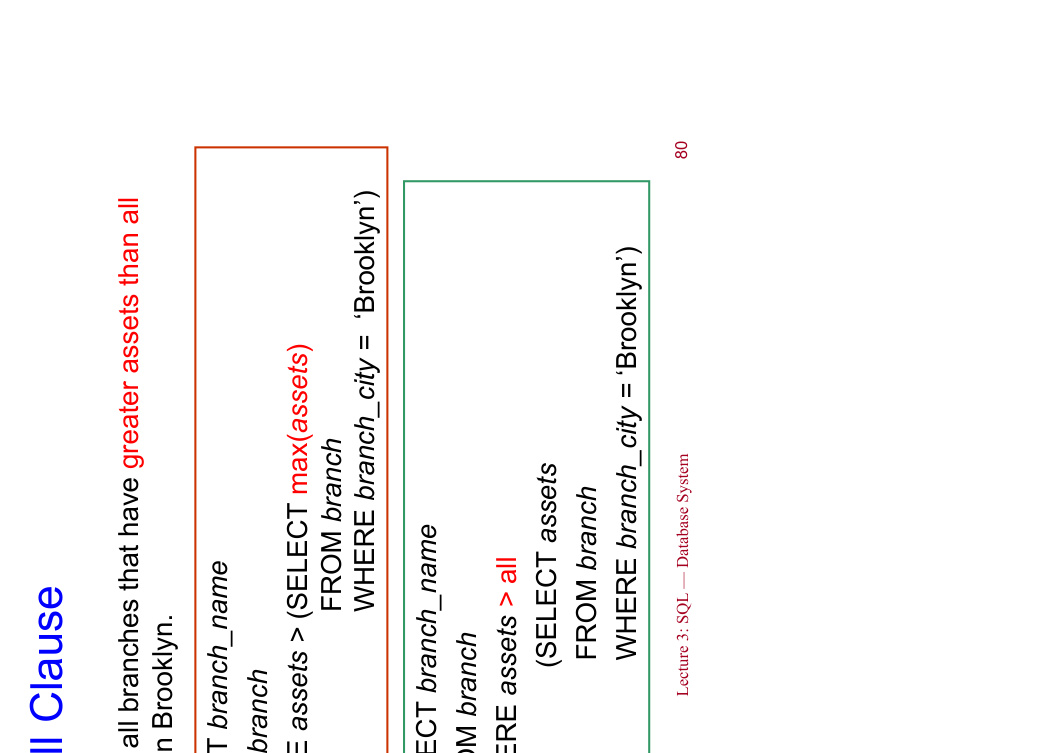 ll Clause
all branches that have greater assets than all
n Brooklyn.
T branch_name
branch
E assets > (SELECT max(assets)
FROM branch
WHERE branch_city = ‘Brooklyn’)
ECT branch_name
OM branch
ERE assets > all
(SELECT assets
FROM branch
WHERE branch_city = ‘Brooklyn’)
Lecture 3: SQL — Database System
80